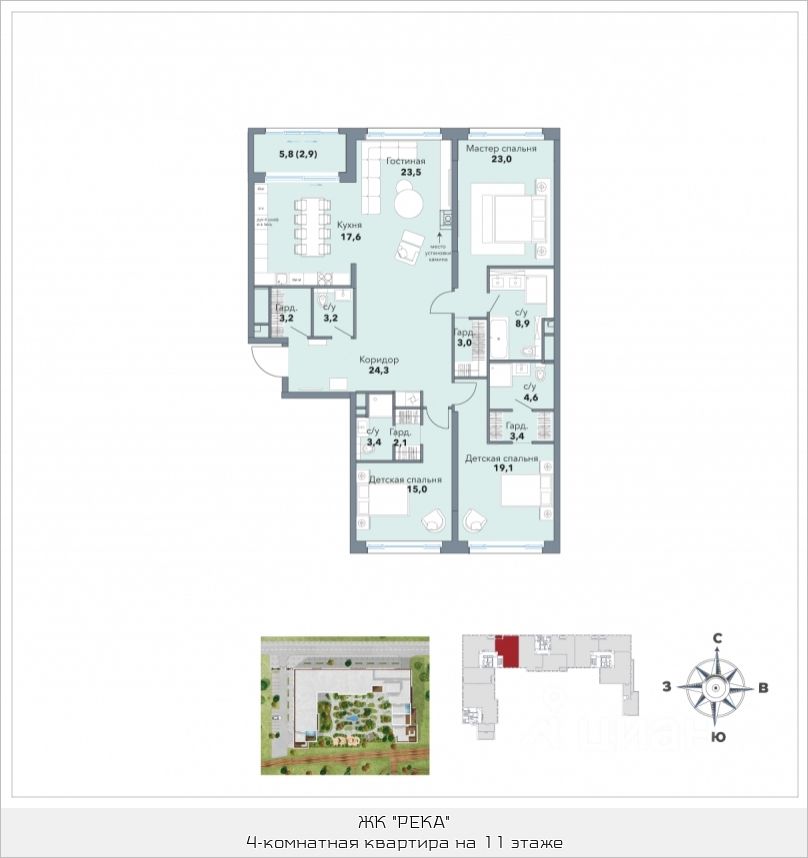 5,8 (2,9)
Гостиная
23,5
Мастер спальня
23,0
Кухня
17,6
место
установки
камина
Гард.
3,2
с/у
3,2
с/у
8,9
Гард.
3,0
Коридор
24,3
с/у
4,6
с/у
3,4
Гард.
2,1
Гард.
3,4
Детская спальня
19,1
Детская спальня
15,0
С
З
В
Ю
циан
ЖК "РЕКА"
4-комнатная квартира на 11 этаже